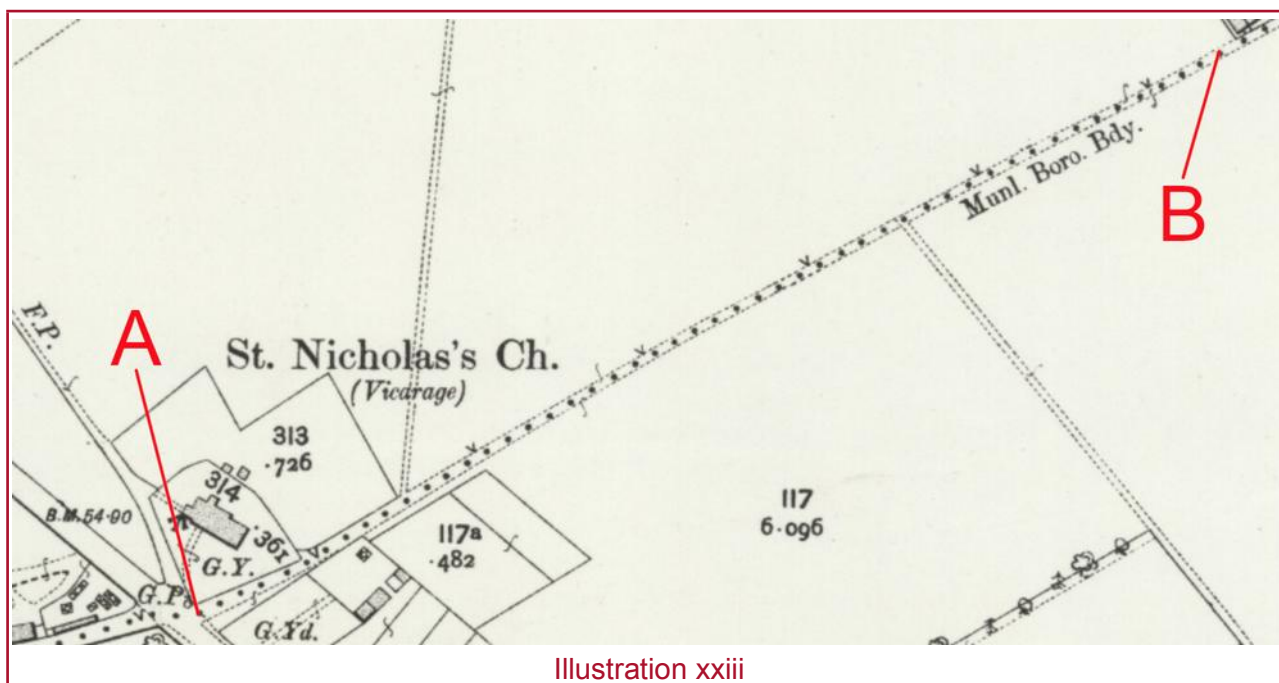 B
Munl. Boro. Bdy.
F.P.
A
St. Nicholas's Ch.
(Vicarage)
313
.726
314
.361
B.M.54.90
G.Y.
G.P.
117a
.482
117
6.096
G.Yd.
Illustration xxiii